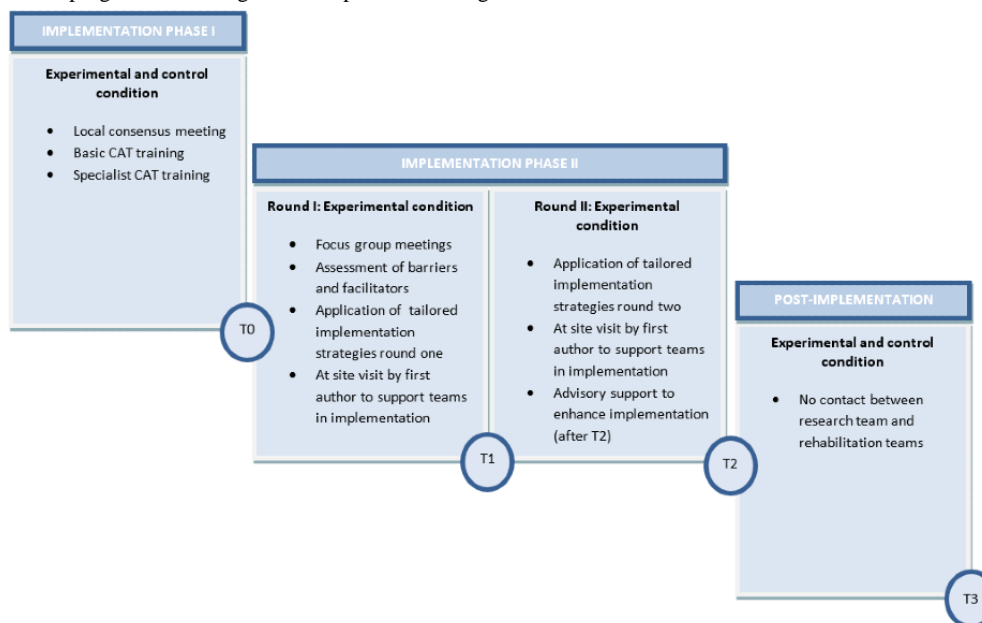 IMPLEMENTATION PHASE I
Experimental and control
condition
• Local consensus meeting
• Basic CAT training
• Specialist CAT training
T0
IMPLEMENTATION PHASE II
Round I: Experimental condition
• Focus group meetings
• Assessment of barriers
and facilitators
• Application of tailored
implementation
strategies round one
• At site visit by first
author to support teams
in implementation
T1
Round II: Experimental
condition
• Application of tailored
implementation
strategies round two
• At site visit by first
author to support teams
in implementation
• Advisory support to
enhance implementation
(after T2)
T2
POST-IMPLEMENTATION
Experimental and control
condition
• No contact between
research team and
rehabilitation teams
T3